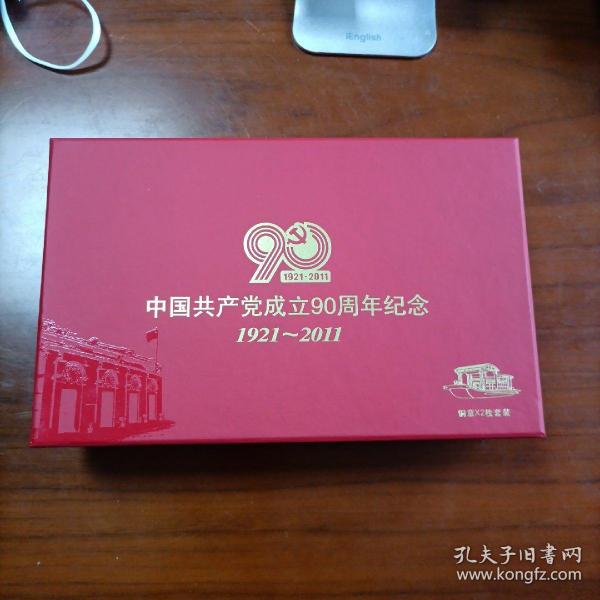 iEnglish
90
1921-2011
中国共产党成立90周年纪念
1921~2011
铜章X2枚套装
孔夫子旧书网
www.kongfz.com